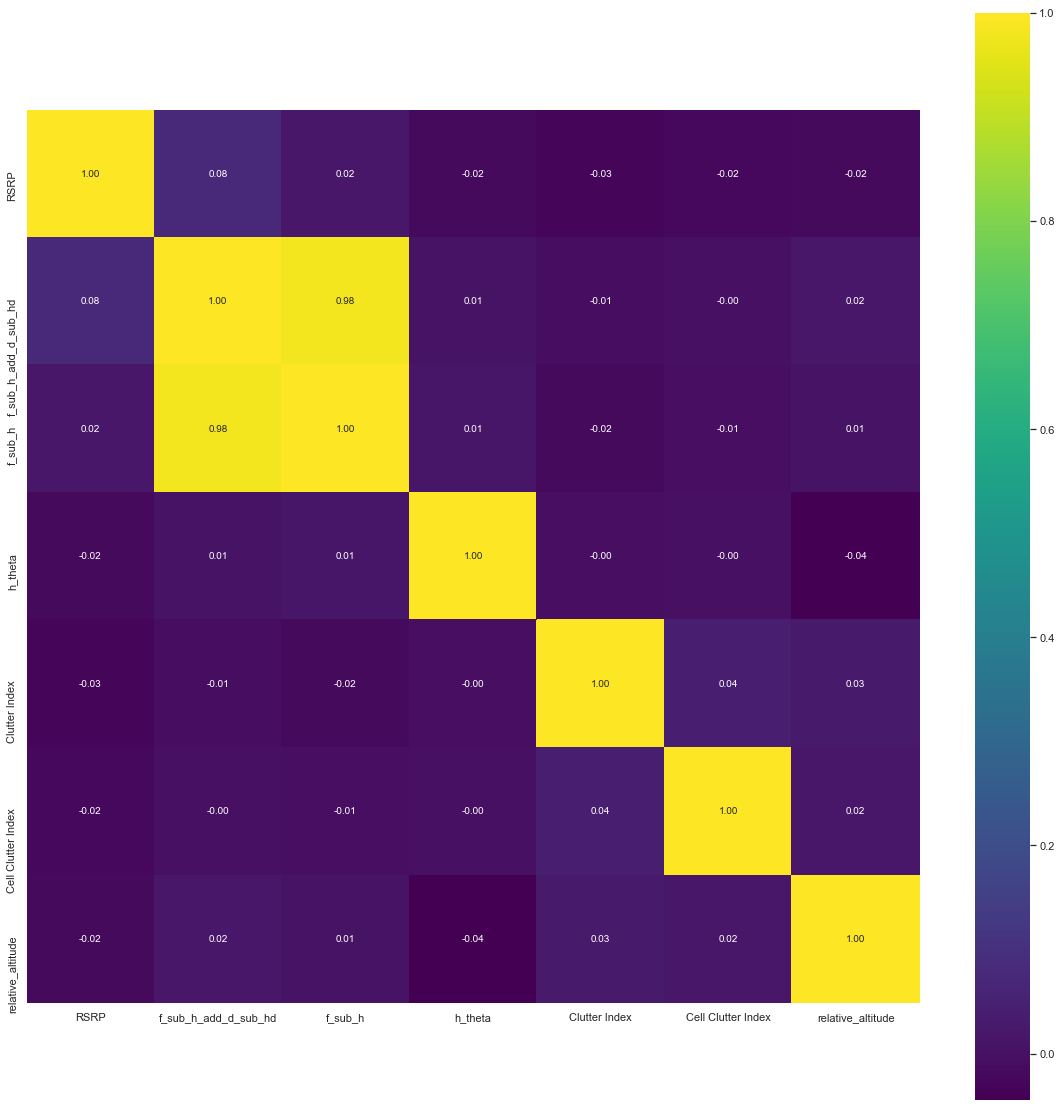 1.0
0.8
0.6
0.4
0.2
0.0
RSRP
1.00 0.08 0.02 -0.02 -0.03 -0.02 -0.02
f_sub_h_add_d_sub_hd
0.08 1.00 0.98 0.01 -0.01 -0.00 0.02
f_sub_h
0.02 0.98 1.00 0.01 -0.02 -0.01 0.01
h_theta
-0.02 0.01 0.01 1.00 -0.00 -0.00 -0.04
Clutter Index
-0.03 -0.01 -0.02 -0.00 1.00 0.04 0.03
Cell Clutter Index
-0.02 -0.00 -0.01 -0.00 0.04 1.00 0.02
relative_altitude
-0.02 0.02 0.01 -0.04 0.03 0.02 1.00
RSRP f_sub_h_add_d_sub_hd f_sub_h h_theta Clutter Index Cell Clutter Index relative_altitude